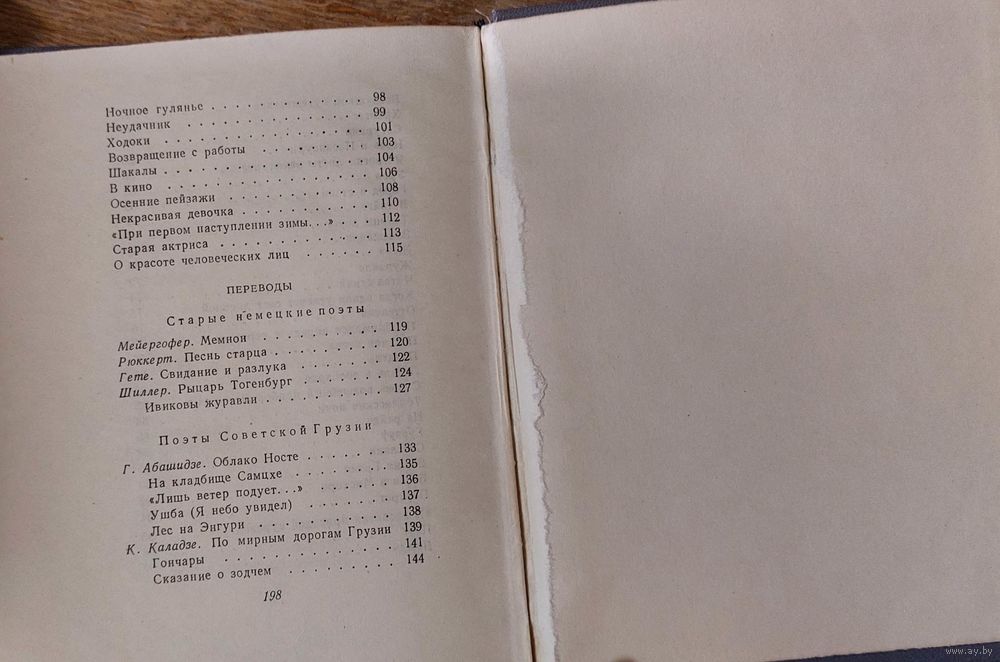 Ночное гулянье . . . . . . . . . . . . . 98
Неудачник . . . . . . . . . . . . . . 99
Ходоки . . . . . . . . . . . . . . . 101
Возвращение с работы . . . . . . . . . 103
Шакалы . . . . . . . . . . . . . . . 104
В кино . . . . . . . . . . . . . . . 106
Осенние пейзажи . . . . . . . . . . . 108
Некрасивая девочка . . . . . . . . . . 110
«При первом наступлении зимы. . .» . . . 112
Старая актриса . . . . . . . . . . . . 113
О красоте человеческих лиц . . . . . . 115
ПЕРЕВОДЫ
Старые немецкие поэты
Мейергофер. Мемнон . . . . . . . . . . 119
Рюккерт. Песнь старца . . . . . . . . . 120
Гете. Свидание и разлука . . . . . . . 122
Шиллер. Рыцарь Тогенбург . . . . . . . 124
Ивиковы журавли . . . . . . . . . . 127
Поэты Советской Грузии
Г. Абашидзе. Облако Носте . . . . . . . 133
На кладбище Самцхе . . . . . . . . 135
«Лишь ветер подует. . .» . . . . . . . 136
Ушба (Я небо увидел) . . . . . . . 137
Лес на Энгури . . . . . . . . . . 138
К. Каладзе. По мирным дорогам Грузии 139
Гончары . . . . . . . . . . . . . 141
Сказание о зодчем . . . . . . . . . 144
198
www.ay.by